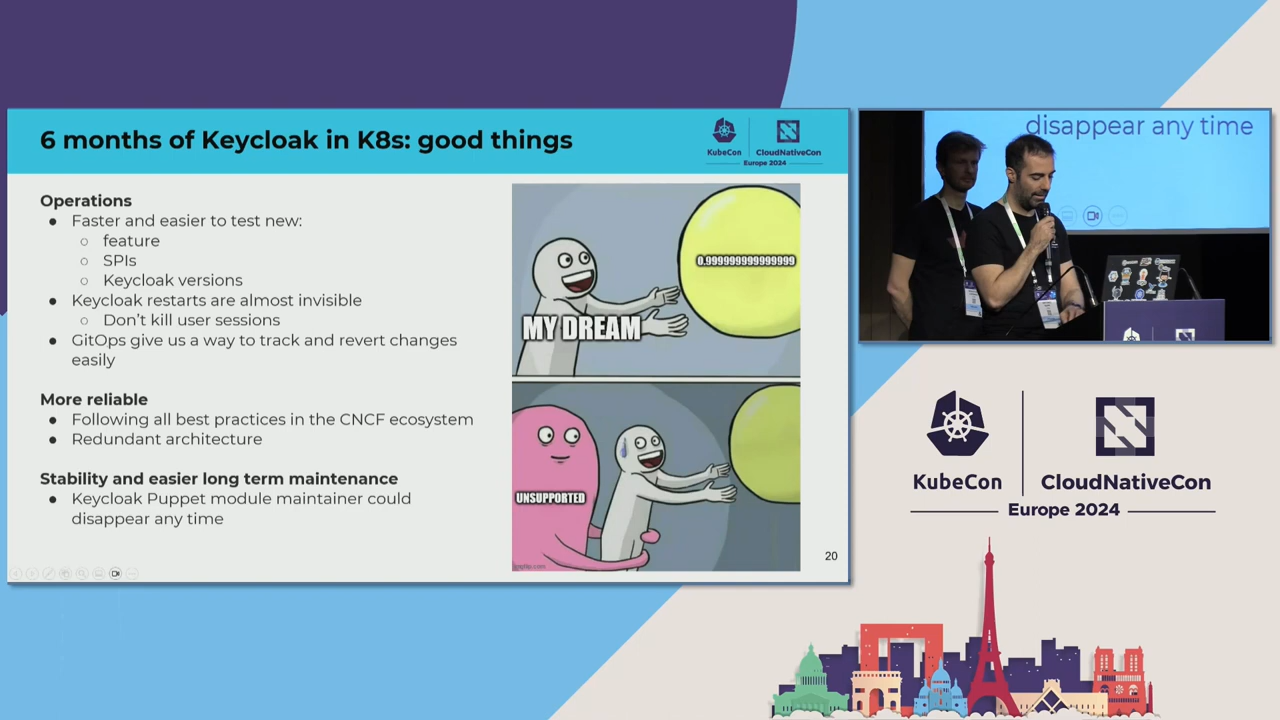 6 months of Keycloak in K8s: good things
KubeCon
CloudNativeCon
Europe 2024
Operations
● Faster and easier to test new:
○ feature
○ SPIs
○ Keycloak versions
● Keycloak restarts are almost invisible
○ Don’t kill user sessions
● GitOps give us a way to track and revert changes
easily
More reliable
● Following all best practices in the CNCF ecosystem
● Redundant architecture
Stability and easier long term maintenance
● Keycloak Puppet module maintainer could
disappear any time
0.999999999999999
MY DREAM
UNSUPPORTED
imgflip.com
20
disappear any time
KubeCon
CloudNativeCon
Europe 2024